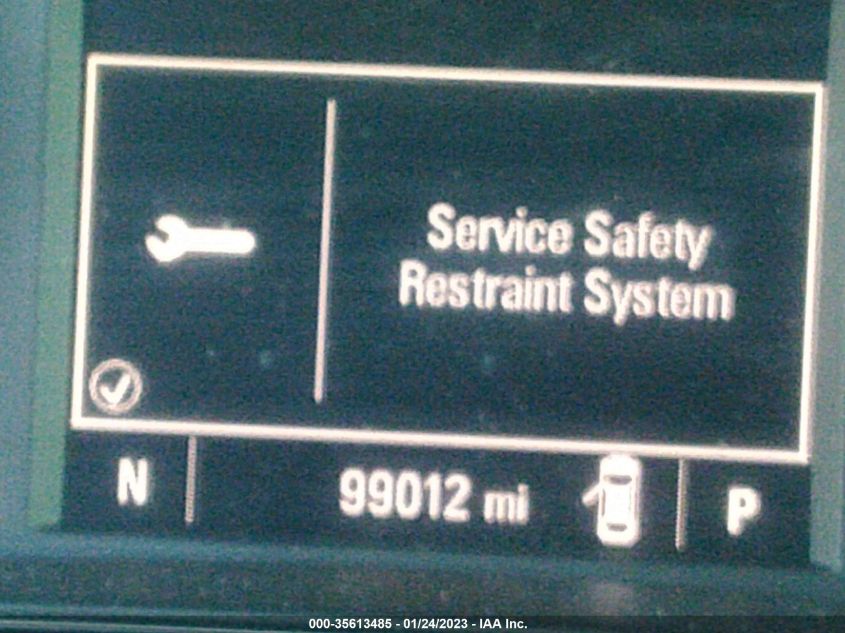 Service Safety
Restraint System
N 99012 mi P
000-35613485 - 01/24/2023 - IAA Inc.